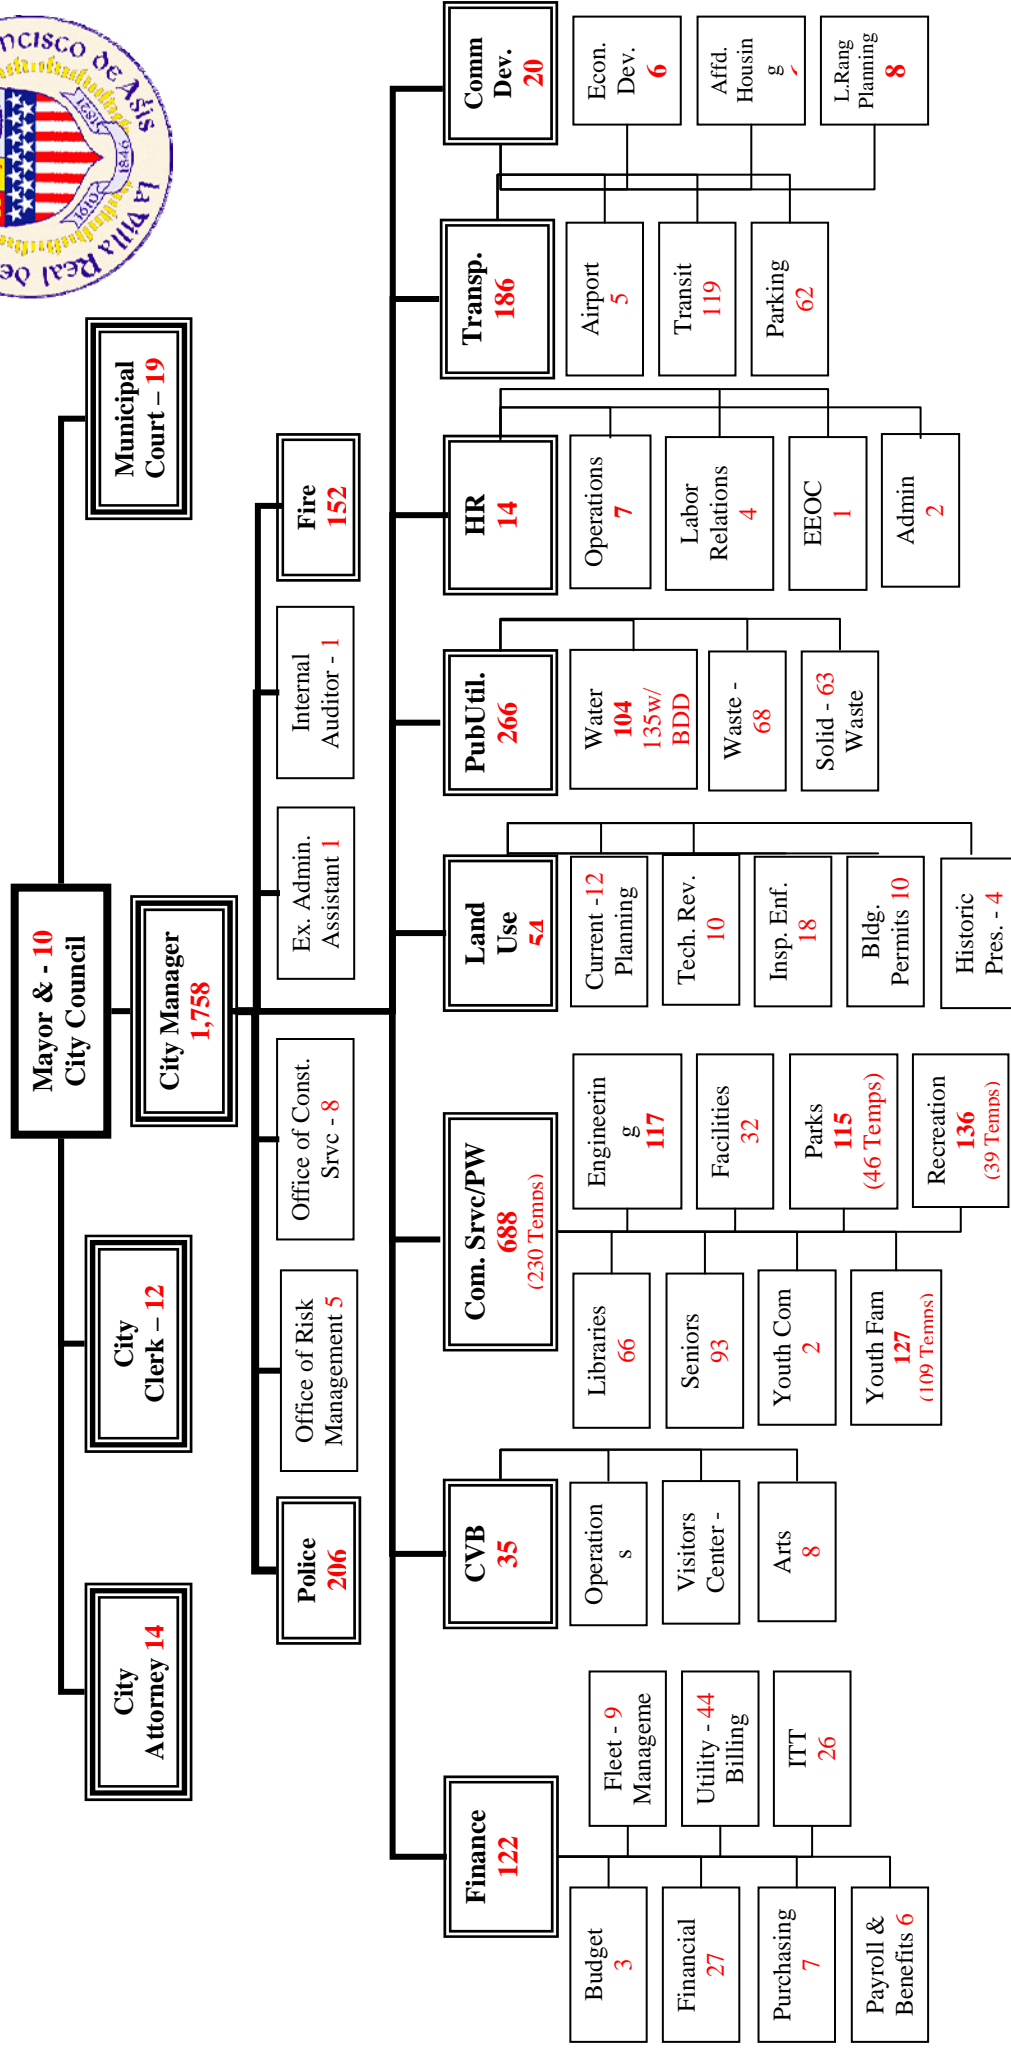 ncisco de Asis
La Villa Real de
1821
1846
1610
Mayor & - 10
City Council
City
Attorney 14
City
Clerk – 12
City Manager
1,758
Municipal
Court – 19
Police
206
Office of Risk
Management 5
Office of Const.
Srvc - 8
Ex. Admin.
Assistant 1
Internal
Auditor - 1
Fire
152
Finance
122
Budget
3
Financial
27
Purchasing
7
Payroll &
Benefits 6
Fleet - 9
Manageme
Utility - 44
Billing
ITT
26
CVB
35
Operation
s
Visitors
Center -
Arts
8
Com. Srvc/PW
688
(230 Temps)
Libraries
66
Seniors
93
Youth Com
2
Youth Fam
127
(109 Temps)
Engineerin
g
117
Facilities
32
Parks
115
(46 Temps)
Recreation
136
(39 Temps)
Land
Use
54
Current -12
Planning
Tech. Rev.
10
Insp. Enf.
18
Bldg.
Permits 10
Historic
Pres. - 4
PubUtil.
266
Water
104
135w/
BDD
Waste -
68
Solid - 63
Waste
HR
14
Operations
7
Labor
Relations
4
EEOC
1
Admin
2
Transp.
186
Airport
5
Transit
119
Parking
62
Comm
Dev.
20
Econ.
Dev.
6
Affd.
Housin
g
L.Rang
Planning
8